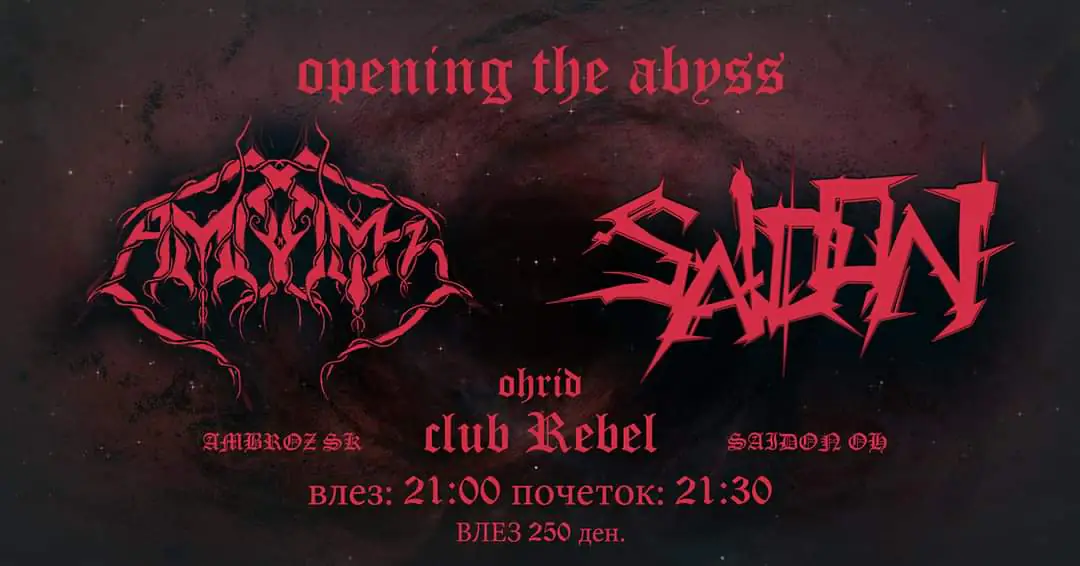 opening the abyss
SAIDON
ohrid
club Rebel
AMBROZ SK
SAIDON OH
влез: 21:00 почеток: 21:30
ВЛЕЗ 250 ден.